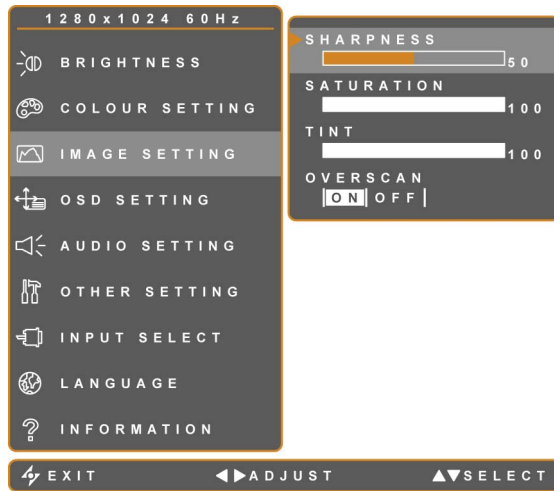 1280x1024 60Hz
BRIGHTNESS
COLOUR SETTING
IMAGE SETTING
OSD SETTING
AUDIO SETTING
OTHER SETTING
INPUT SELECT
LANGUAGE
INFORMATION
SHARPNESS
50
SATURATION
100
TINT
100
OVERSCAN
ON OFF
EXIT ADJUST SELECT